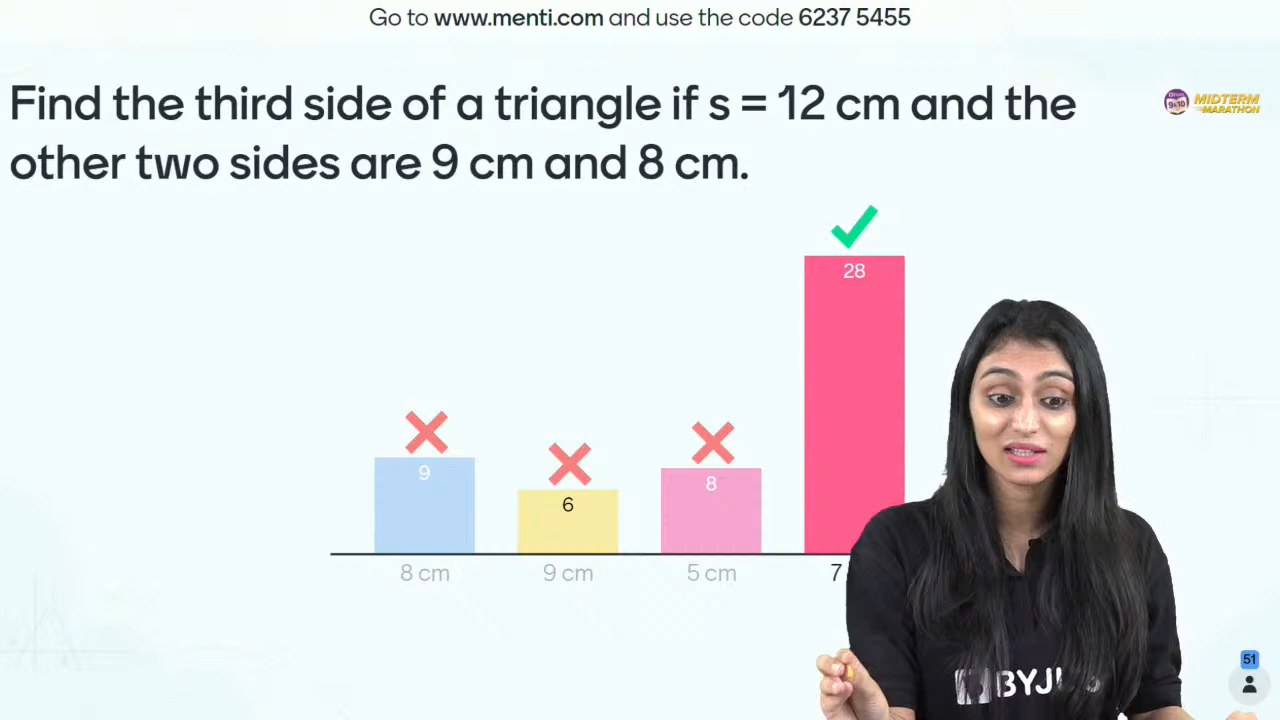 Go to www.menti.com and use the code 6237 5455
Find the third side of a triangle if s = 12 cm and the
other two sides are 9 cm and 8 cm.
MIDTERM
MARATHON
9&10
28
9
6
8
8 cm
9 cm
5 cm
7
51